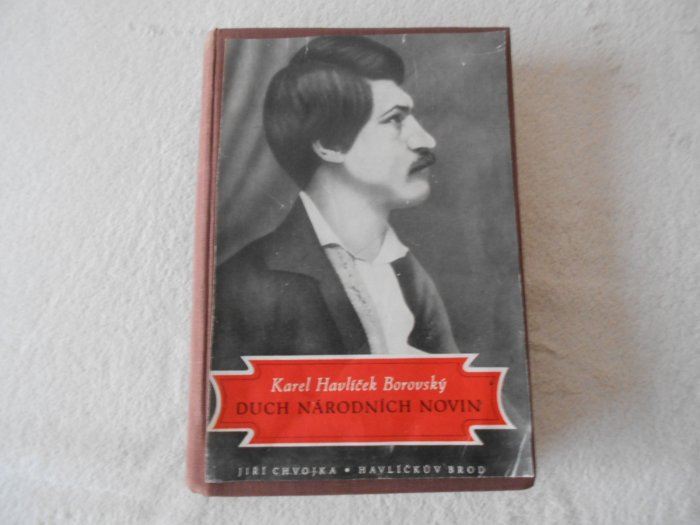 Karel Havlíček Borovský
DUCH NÁRODNÍCH NOVIN
JIŘÍ CHVOJKA • HAVLÍČKŮV BROD